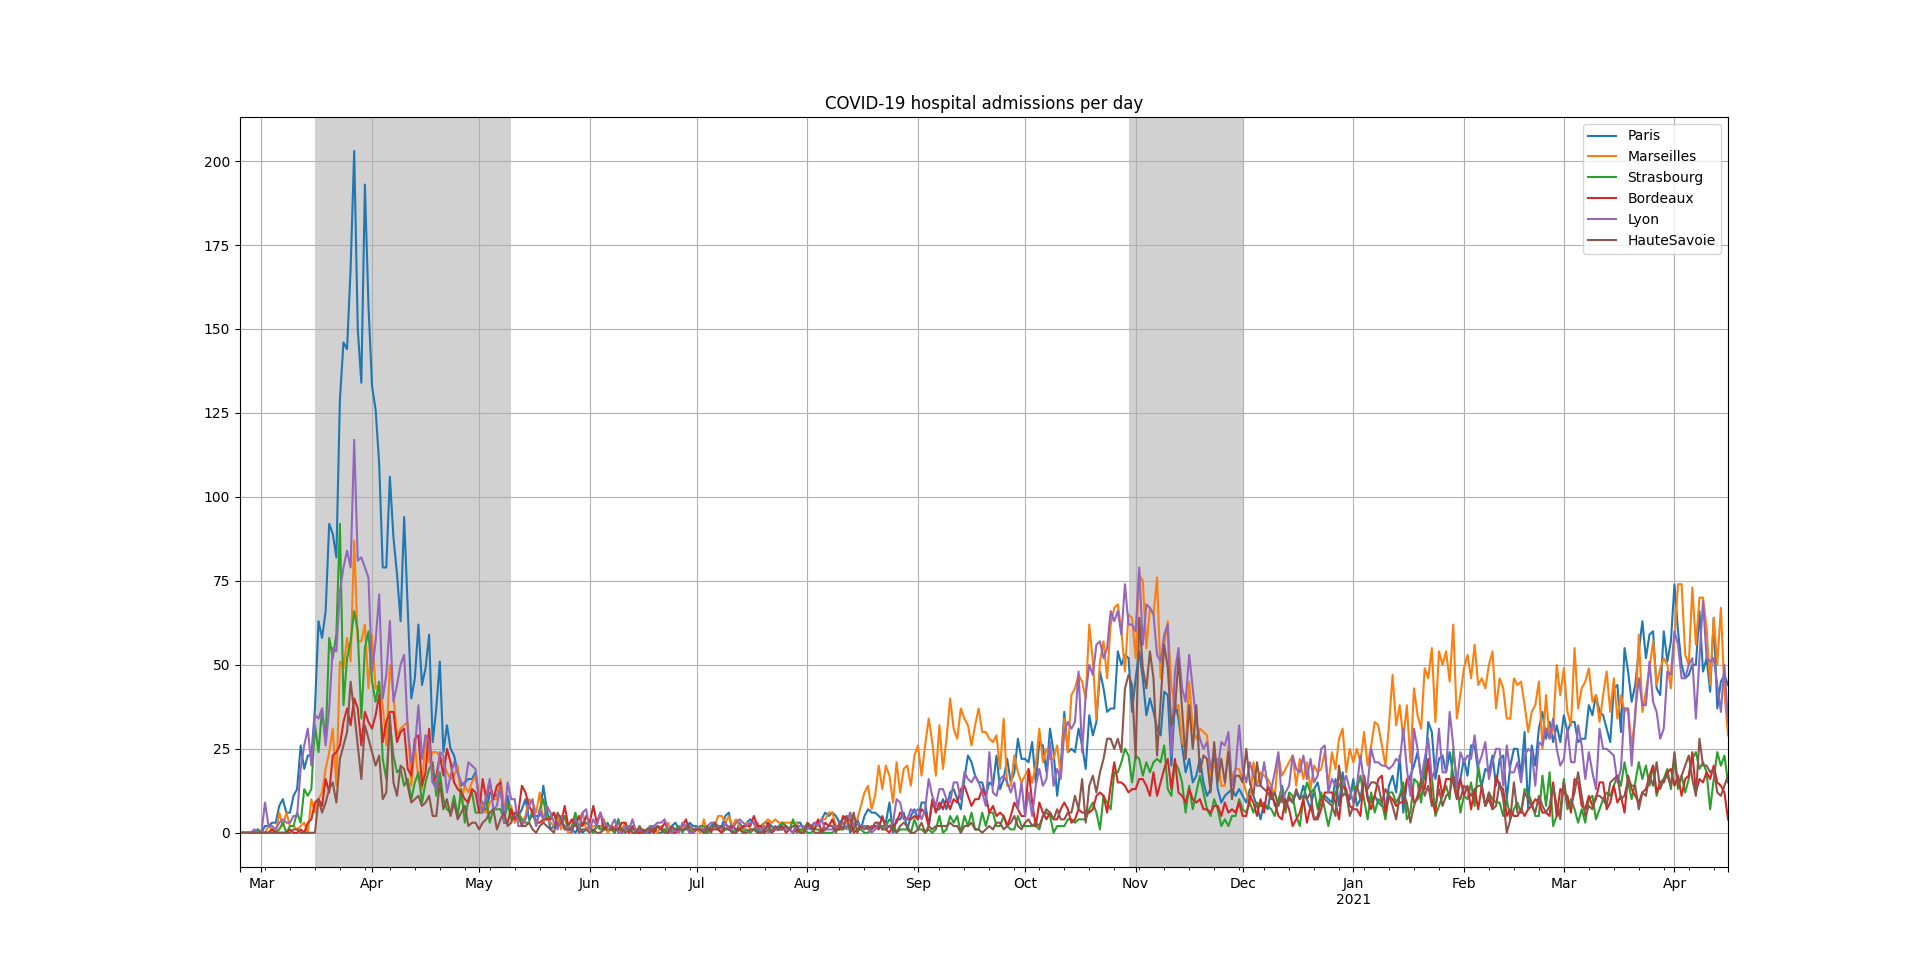 COVID-19 hospital admissions per day
Paris
Marseilles
Strasbourg
Bordeaux
Lyon
HauteSavoie
200
175
150
125
100
75
50
25
0
Mar Apr May Jun Jul Aug Sep Oct Nov Dec Jan Feb Mar Apr
2021